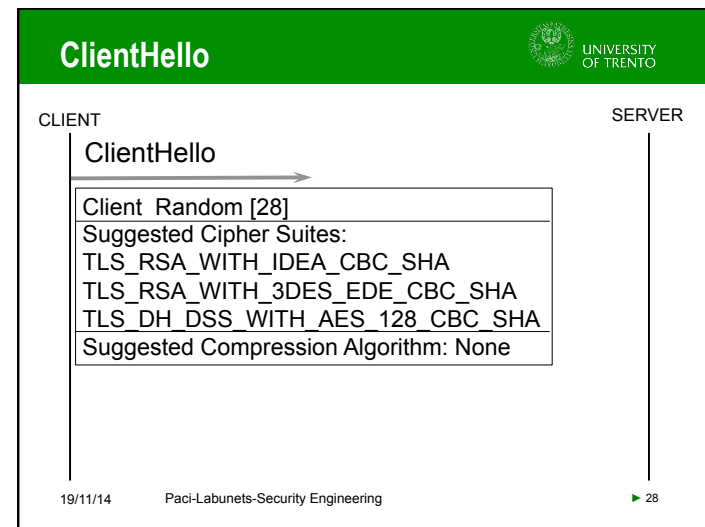 ClientHello
UNIVERSITY
OF TRENTO
CLIENT
SERVER
ClientHello
Client Random [28]
Suggested Cipher Suites:
TLS_RSA_WITH_IDEA_CBC_SHA
TLS_RSA_WITH_3DES_EDE_CBC_SHA
TLS_DH_DSS_WITH_AES_128_CBC_SHA
Suggested Compression Algorithm: None
19/11/14
Paci-Labunets-Security Engineering
► 28